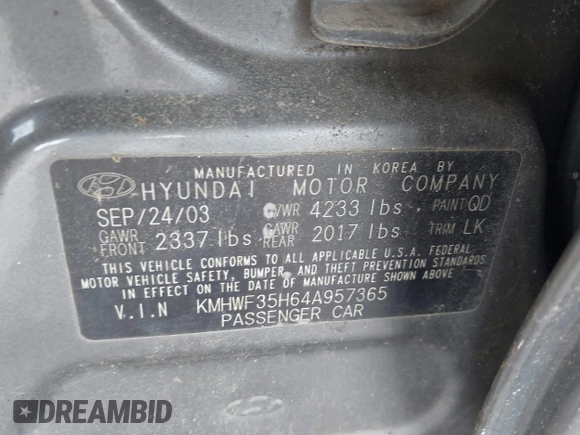 MANUFACTURED IN KOREA BY
HYUNDAI MOTOR COMPANY
SEP/24/03 GVWR 4233 lbs PAINT QD
GAWR FRONT 2337 lbs GAWR REAR 2017 lbs TRIM LK
THIS VEHICLE CONFORMS TO ALL APPLICABLE U.S.A. FEDERAL
MOTOR VEHICLE SAFETY, BUMPER, AND THEFT PREVENTION STANDARDS
IN EFFECT ON THE DATE OF MANUFACTURE SHOWN ABOVE
V.I.N KMHWF35H64A957365
PASSENGER CAR
DREAMBID